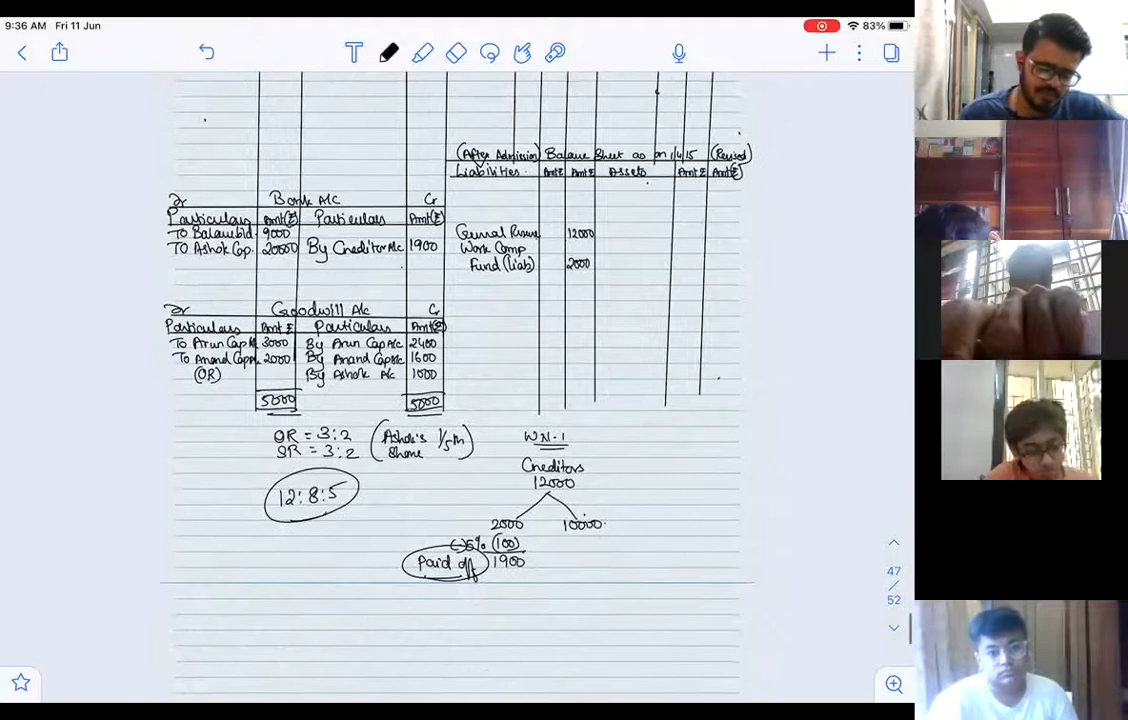 9:36 AM Fri 11 Jun
83%
(After Admission) Balance Sheet as on 1/4/15 (Revised)
Liabilities Amt ₹ Amt ₹ Assets Amt ₹ Amt(₹)
General Reserve 12000
Work Comp
Fund (liab) 2000
Dr Bank A/c Cr
Particulars Amt(₹) Particulars Amt(₹)
To Balance b/d 9000
To Ashok Cap. 20000 By Creditor A/c 1900
Dr Goodwill A/c Cr
Particulars Amt ₹ Particulars Amt(₹)
To Arun Cap 3000 By Arun Cap A/c 2400
To Anand Cap 2000 By Anand Cap A/c 1600
(OR) By Ashok A/c 1000
5000 5000
OR = 3:2 (Ashok's 1/5th
SR = 3:2 Share)
12:8:5
WN-1
Creditors
12000
2000 10000
(-) 5% (100)
Paid off 1900
47
/
52